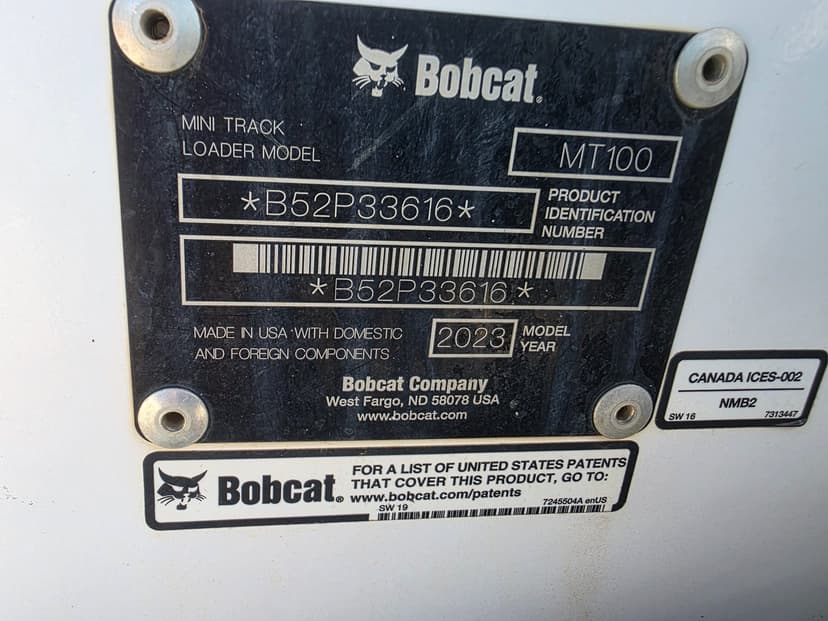 Bobcat.
MINI TRACK
LOADER MODEL
MT100
*B52P33616*
PRODUCT
IDENTIFICATION
NUMBER
*B52P33616*
MADE IN USA WITH DOMESTIC
AND FOREIGN COMPONENTS.
2023
MODEL
YEAR
Bobcat Company
West Fargo, ND 58078 USA
www.bobcat.com
CANADA ICES-002
NMB2
SW 16
7313447
Bobcat.
FOR A LIST OF UNITED STATES PATENTS
THAT COVER THIS PRODUCT, GO TO:
www.bobcat.com/patents
SW 19
7245504A enUS